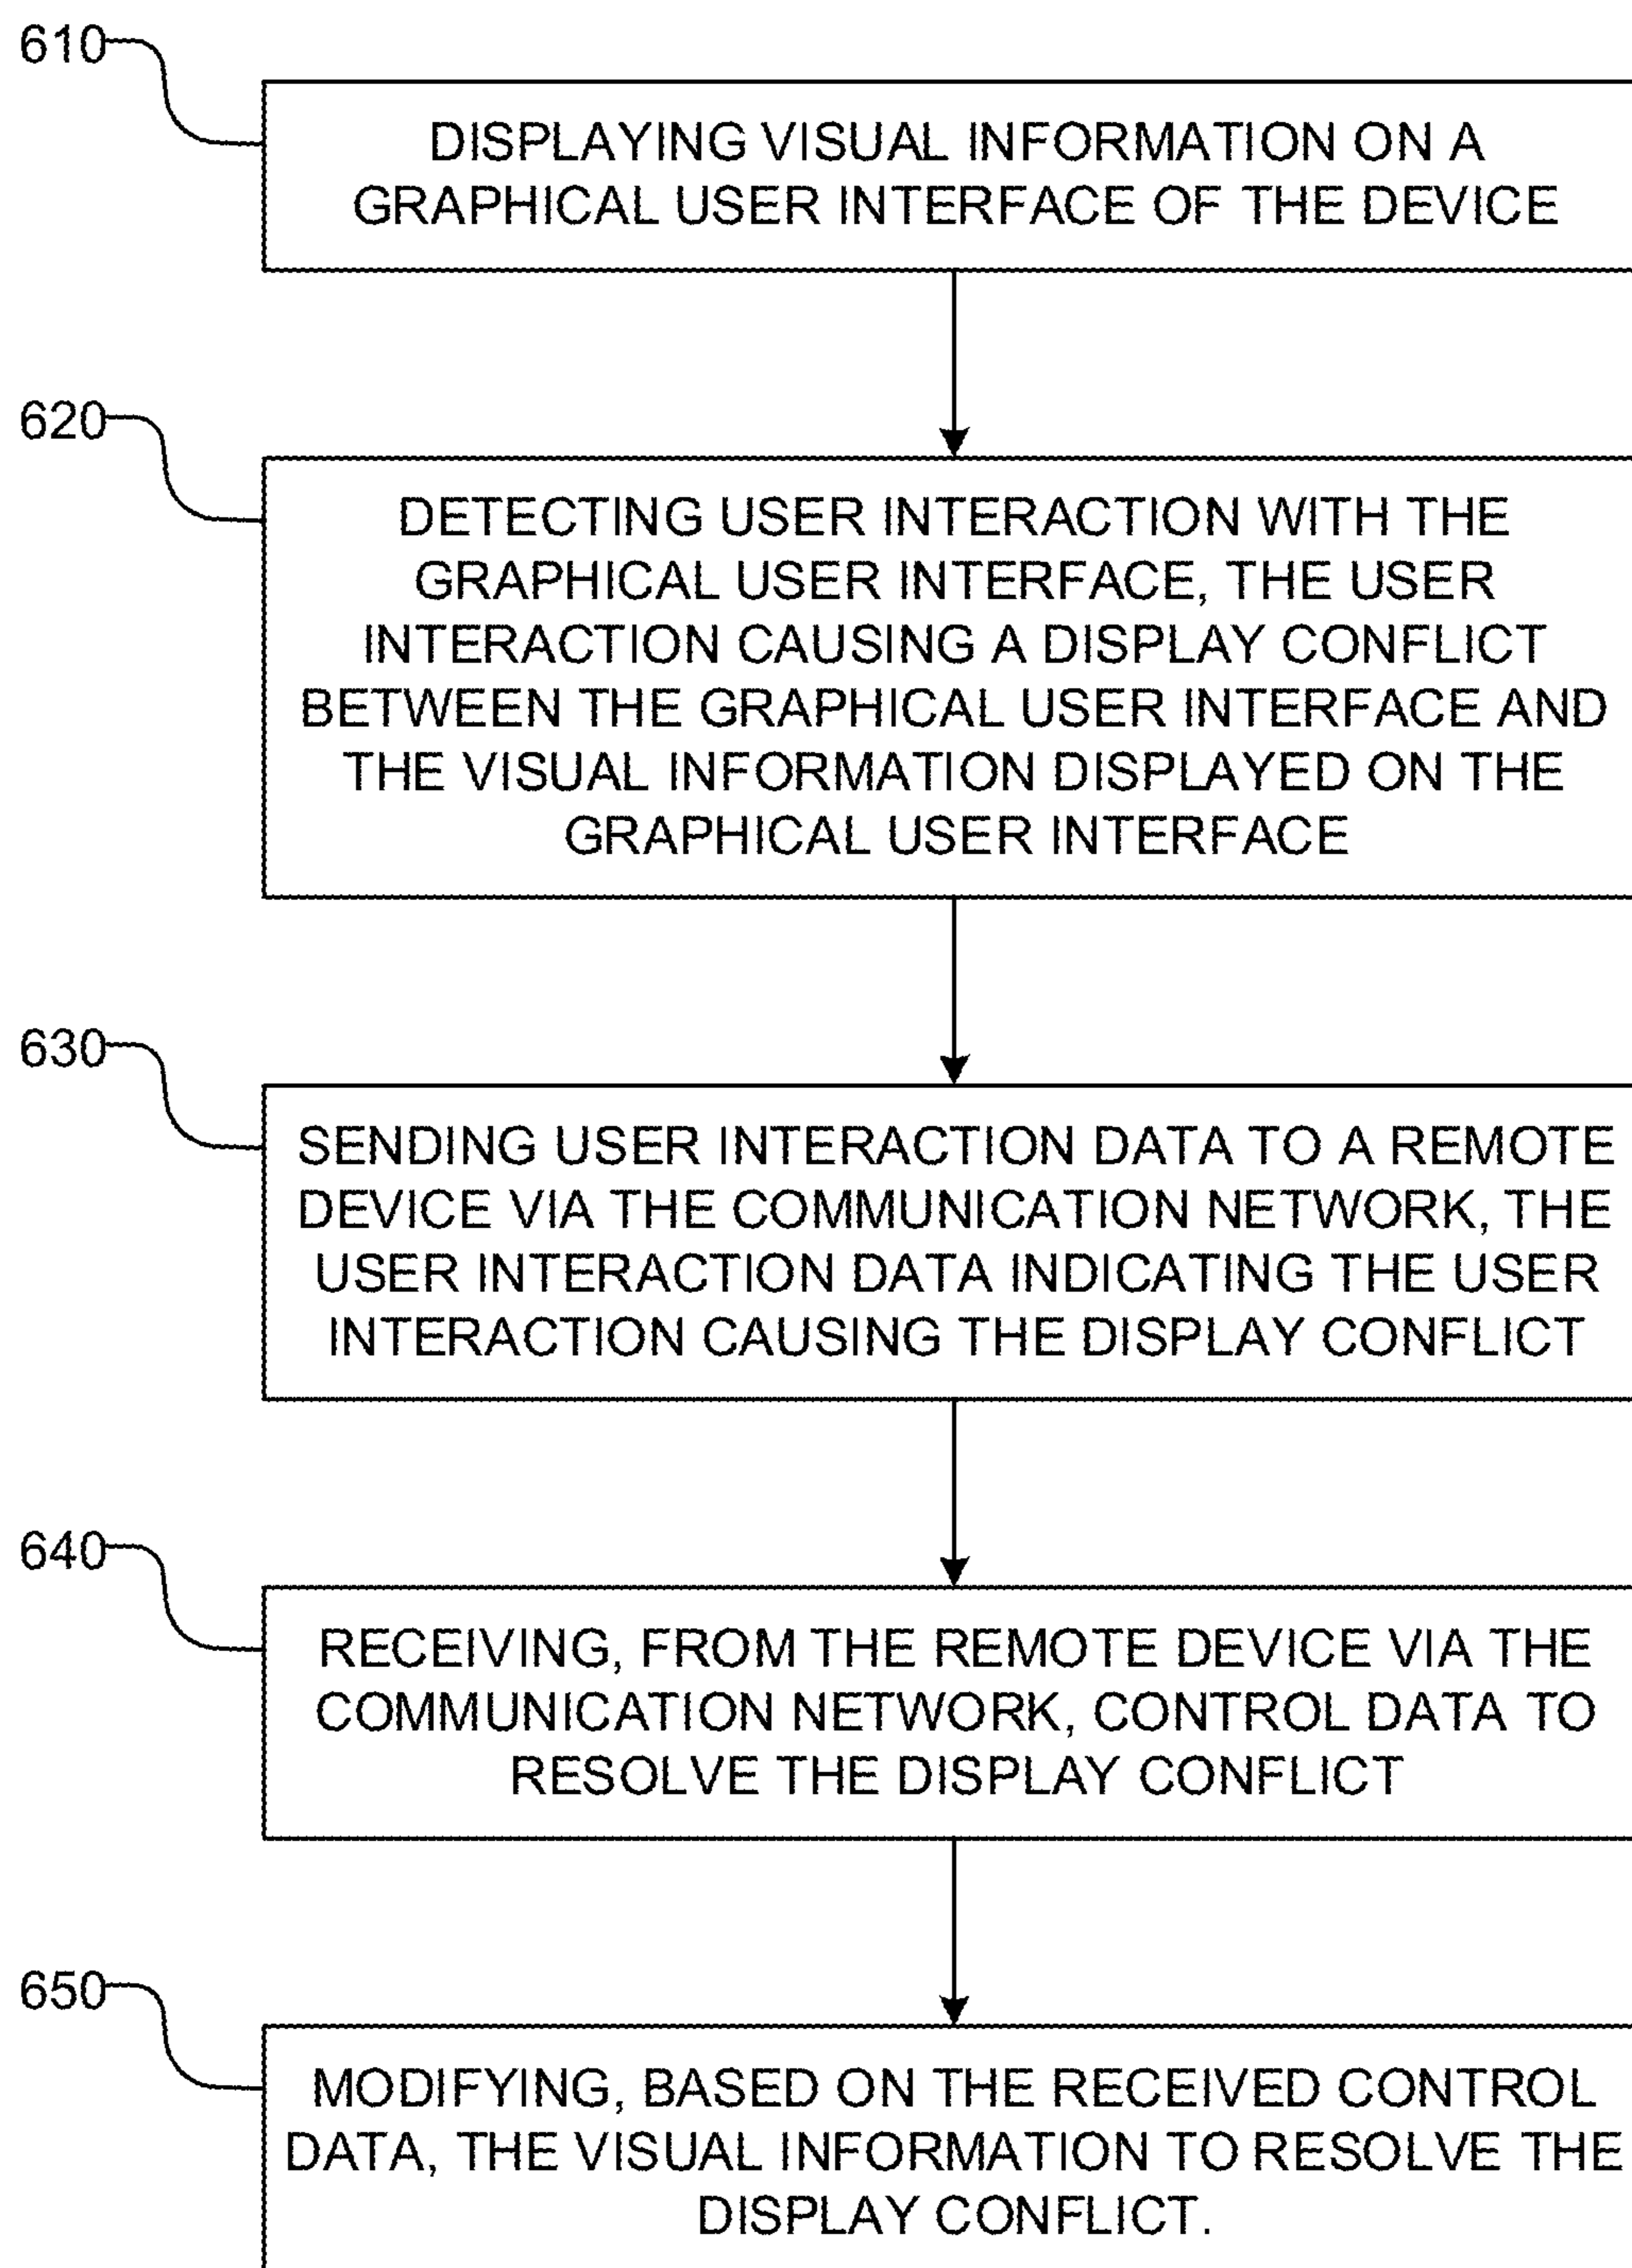 610
DISPLAYING VISUAL INFORMATION ON A
GRAPHICAL USER INTERFACE OF THE DEVICE
620
DETECTING USER INTERACTION WITH THE
GRAPHICAL USER INTERFACE, THE USER
INTERACTION CAUSING A DISPLAY CONFLICT
BETWEEN THE GRAPHICAL USER INTERFACE AND
THE VISUAL INFORMATION DISPLAYED ON THE
GRAPHICAL USER INTERFACE
630
SENDING USER INTERACTION DATA TO A REMOTE
DEVICE VIA THE COMMUNICATION NETWORK, THE
USER INTERACTION DATA INDICATING THE USER
INTERACTION CAUSING THE DISPLAY CONFLICT
640
RECEIVING, FROM THE REMOTE DEVICE VIA THE
COMMUNICATION NETWORK, CONTROL DATA TO
RESOLVE THE DISPLAY CONFLICT
650
MODIFYING, BASED ON THE RECEIVED CONTROL
DATA, THE VISUAL INFORMATION TO RESOLVE THE
DISPLAY CONFLICT.